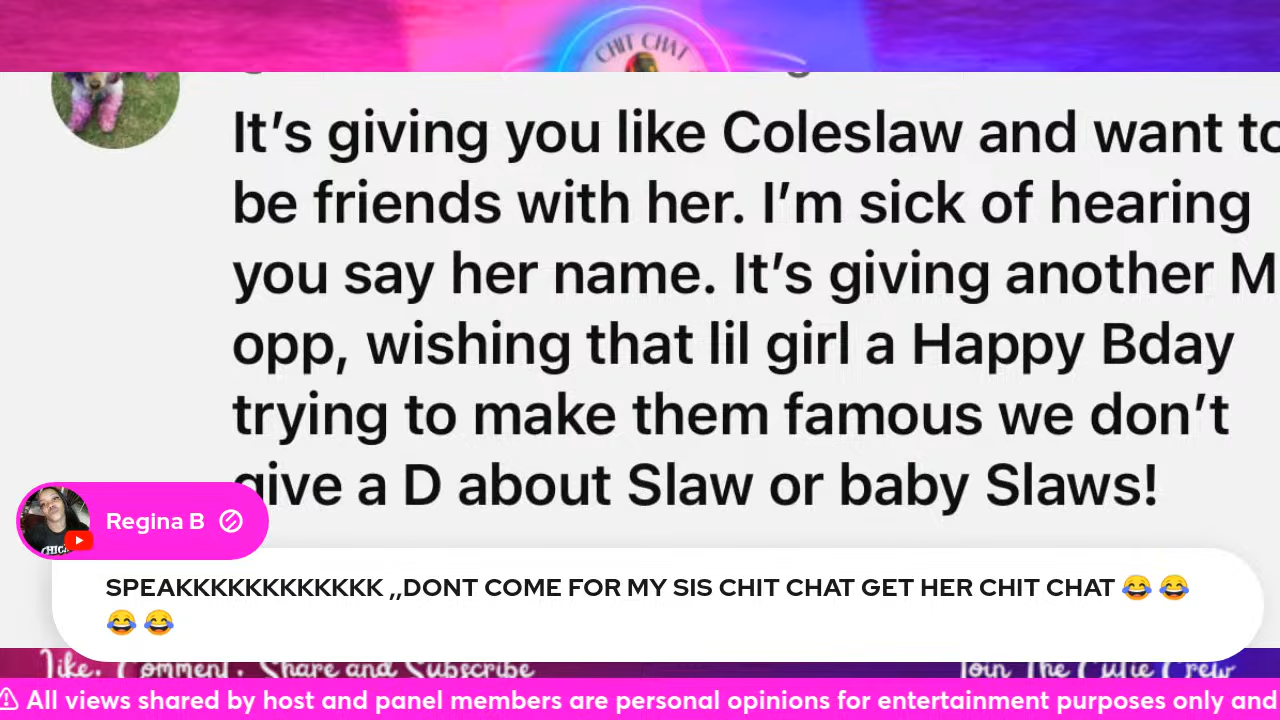 CHIT CHAT
It's giving you like Coleslaw and want to
be friends with her. I'm sick of hearing
you say her name. It's giving another M
opp, wishing that lil girl a Happy Bday
trying to make them famous we don't
give a D about Slaw or baby Slaws!
Regina B
SPEAKKKKKKKKKKKK ,,DONT COME FOR MY SIS CHIT CHAT GET HER CHIT CHAT 😂 😂
😂 😂
Like, Comment, Share and Subscribe
Join The Cutie Crew
⚠ All views shared by host and panel members are personal opinions for entertainment purposes only and